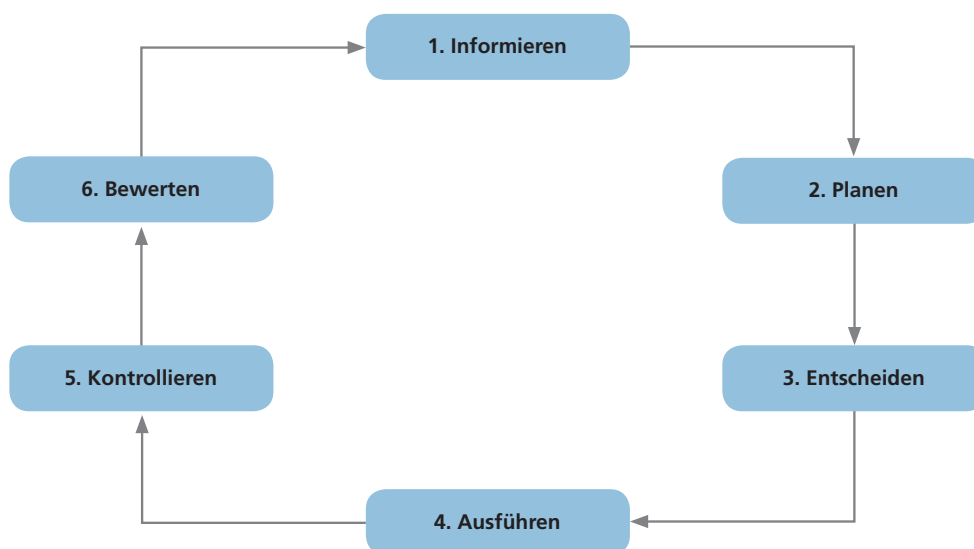 1. Informieren
2. Planen
3. Entscheiden
4. Ausführen
5. Kontrollieren
6. Bewerten